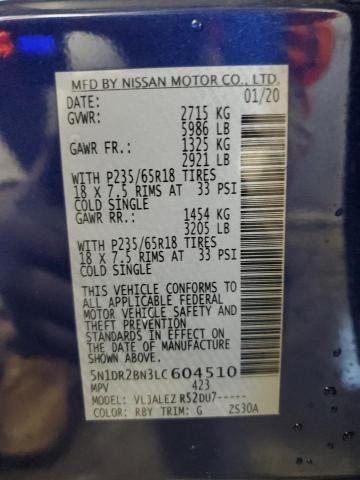 MFD BY NISSAN MOTOR CO., LTD.
DATE: 01/20
GVWR: 2715 KG
5986 LB
GAWR FR.: 1325 KG
2921 LB
WITH P235/65R18 TIRES
18 X 7.5 RIMS AT 33 PSI
COLD SINGLE
GAWR RR.: 1454 KG
3205 LB
WITH P235/65R18 TIRES
18 X 7.5 RIMS AT 33 PSI
COLD SINGLE
THIS VEHICLE CONFORMS TO
ALL APPLICABLE FEDERAL
MOTOR VEHICLE SAFETY
AND THEFT PREVENTION
STANDARDS IN EFFECT ON
THE DATE OF MANUFACTURE
SHOWN ABOVE.
5N1DR2BN3LC604510
MPV 423
MODEL: VLJALEZ R52DU7-----
COLOR: RBY TRIM: G ZS30A